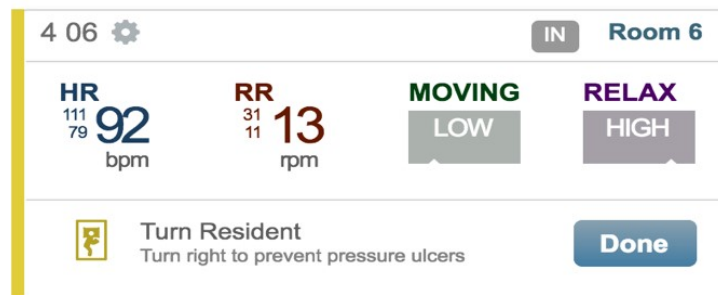 4 06 IN Room 6
HR RR MOVING RELAX
111 79 92 31 11 13 LOW HIGH
bpm rpm
Turn Resident
Turn right to prevent pressure ulcers
Done